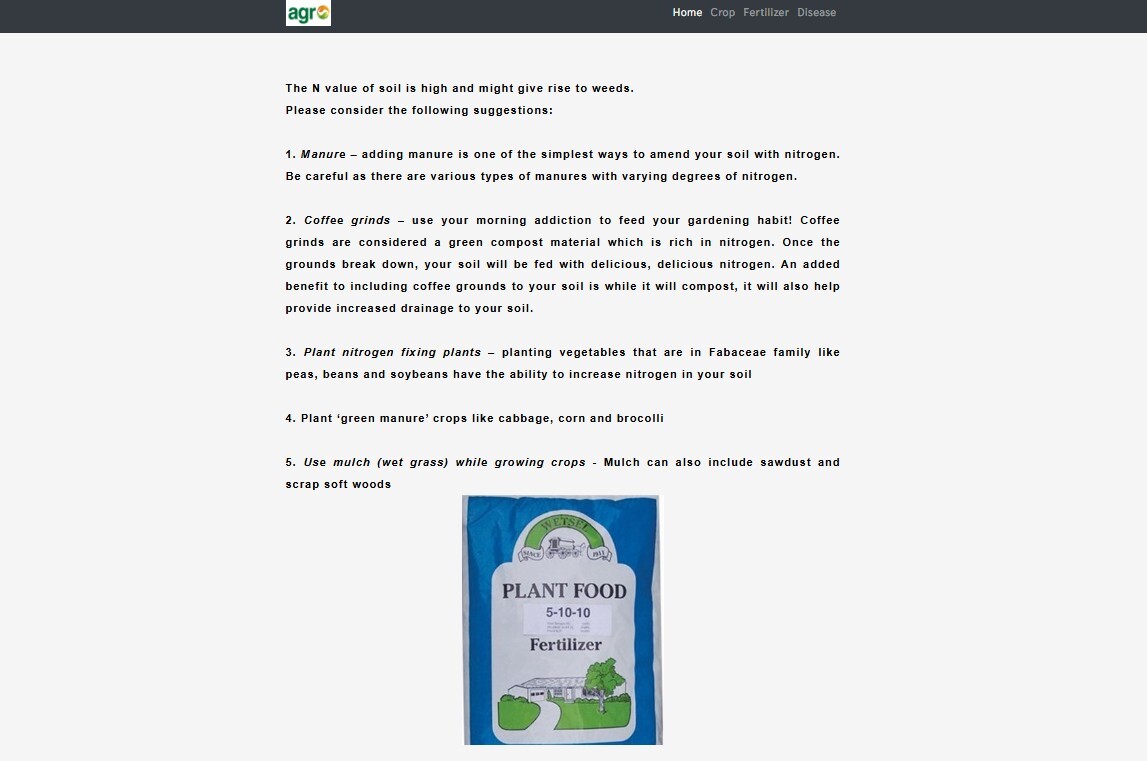 agro
Home Crop Fertilizer Disease
The N value of soil is high and might give rise to weeds.
Please consider the following suggestions:
1. Manure – adding manure is one of the simplest ways to amend your soil with nitrogen.
Be careful as there are various types of manures with varying degrees of nitrogen.
2. Coffee grinds – use your morning addiction to feed your gardening habit! Coffee
grinds are considered a green compost material which is rich in nitrogen. Once the
grounds break down, your soil will be fed with delicious, delicious nitrogen. An added
benefit to including coffee grounds to your soil is while it will compost, it will also help
provide increased drainage to your soil.
3. Plant nitrogen fixing plants – planting vegetables that are in Fabaceae family like
peas, beans and soybeans have the ability to increase nitrogen in your soil
4. Plant ‘green manure’ crops like cabbage, corn and brocolli
5. Use mulch (wet grass) while growing crops - Mulch can also include sawdust and
scrap soft woods
WETSEL
SINCE 1911
PLANT FOOD
5-10-10
Fertilizer